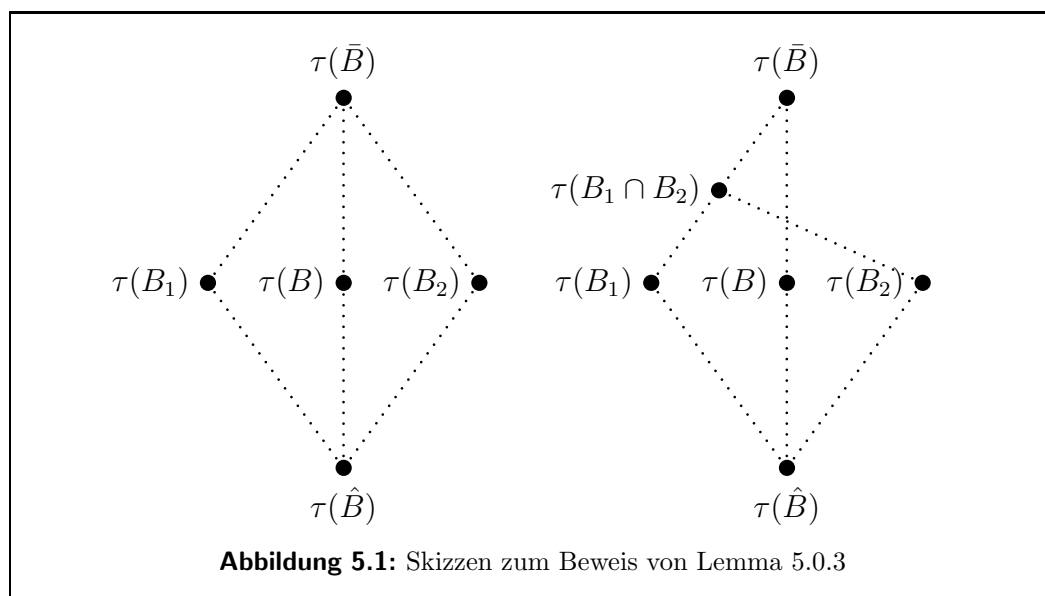 τ(B̄) τ(B̄)
τ(B₁ ∩ B₂)
τ(B₁) τ(B) τ(B₂) τ(B₁) τ(B) τ(B₂)
τ(B̂) τ(B̂)
Abbildung 5.1: Skizzen zum Beweis von Lemma 5.0.3